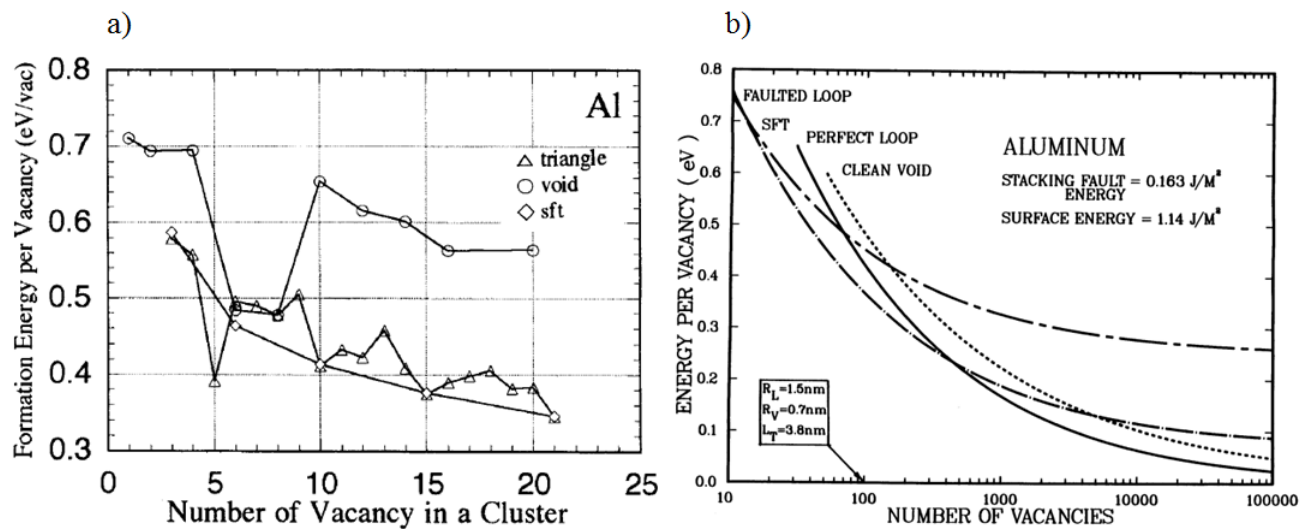 a)
Al
△ triangle
○ void
◇ sft
Formation Energy per Vacancy (eV/vac)
0.8
0.7
0.6
0.5
0.4
0.3
0 5 10 15 20 25
Number of Vacancy in a Cluster
b)
FAULTED LOOP
SFT
PERFECT LOOP
CLEAN VOID
ALUMINUM
STACKING FAULT = 0.163 J/M²
ENERGY
SURFACE ENERGY = 1.14 J/M²
R_L=1.5nm
R_V=0.7nm
L_T=3.8nm
ENERGY PER VACANCY ( eV )
0.8
0.7
0.6
0.5
0.4
0.3
0.2
0.1
0.0
10 100 1000 10000 100000
NUMBER OF VACANCIES